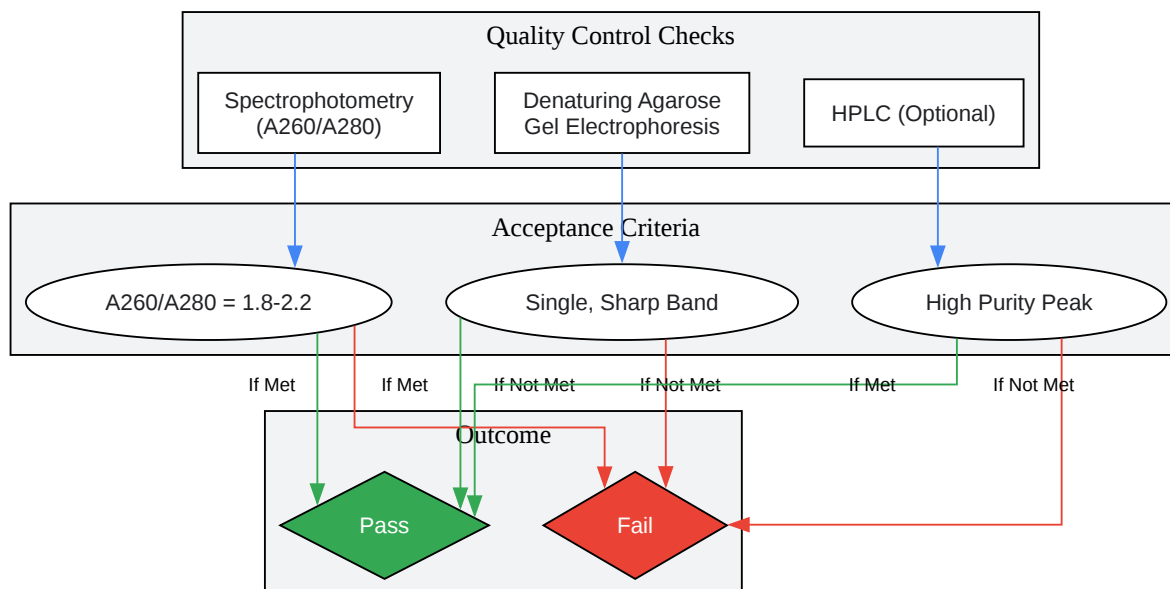 Quality Control Checks
Spectrophotometry
(A260/A280)
Denaturing Agarose
Gel Electrophoresis
HPLC (Optional)
Acceptance Criteria
A260/A280 = 1.8-2.2
Single, Sharp Band
High Purity Peak
If Met
If Met
If Not Met
If Not Met
If Met
If Not Met
Outcome
Pass
Fail